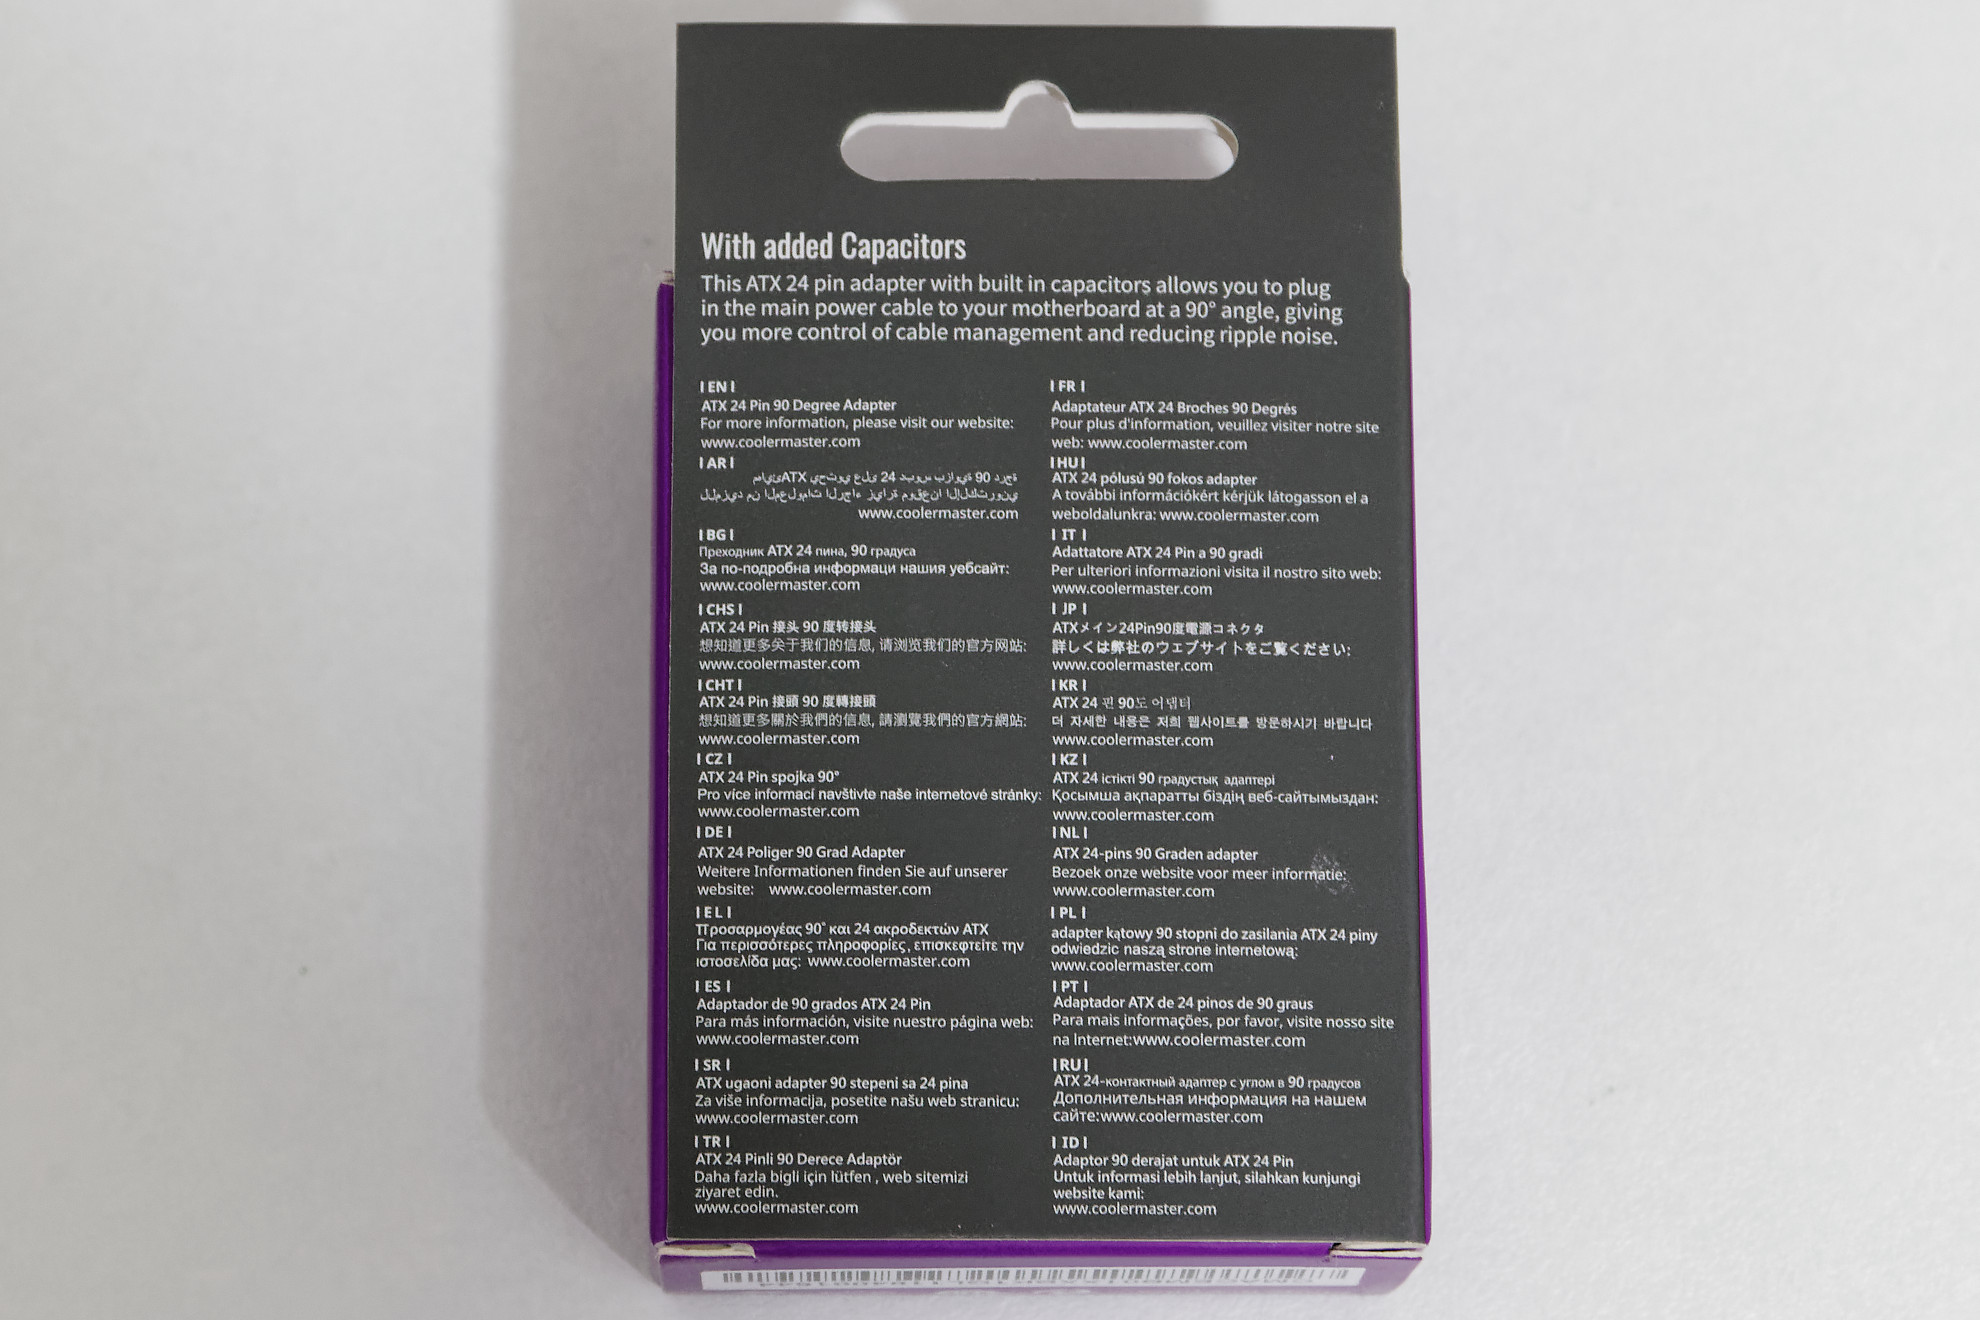 With added Capacitors
This ATX 24 pin adapter with built in capacitors allows you to plug
in the main power cable to your motherboard at a 90° angle, giving
you more control of cable management and reducing ripple noise.
| EN |
ATX 24 Pin 90 Degree Adapter
For more information, please visit our website:
www.coolermaster.com
| AR |
www.coolermaster.com
| BG |
Преходник ATX 24 пина, 90 градуса
За по-подробна информаци нашия уебсайт:
www.coolermaster.com
| CHS |
ATX 24 Pin 接头 90 度转接头
想知道更多关于我们的信息, 请浏览我们的官方网站:
www.coolermaster.com
| CHT |
ATX 24 Pin 接頭 90 度轉接頭
想知道更多關於我們的信息, 請瀏覽我們的官方網站:
www.coolermaster.com
| CZ |
ATX 24 Pin spojka 90°
Pro více informací navštivte naše internetové stránky:
www.coolermaster.com
| DE |
ATX 24 Poliger 90 Grad Adapter
Weitere Informationen finden Sie auf unserer
website: www.coolermaster.com
| EL |
Προσαρμογέας 90° και 24 ακροδεκτών ATX
Για περισσότερες πληροφορίες, επισκεφτείτε την
ιστοσελίδα μας: www.coolermaster.com
| ES |
Adaptador de 90 grados ATX 24 Pin
Para más información, visite nuestro página web:
www.coolermaster.com
| SR |
ATX ugaoni adapter 90 stepeni sa 24 pina
Za više informacija, posetite našu web stranicu:
www.coolermaster.com
| TR |
ATX 24 Pinli 90 Derece Adaptör
Daha fazla bigli için lütfen , web sitemizi
ziyaret edin.
www.coolermaster.com
| FR |
Adaptateur ATX 24 Broches 90 Degrés
Pour plus d'information, veuillez visiter notre site
web: www.coolermaster.com
| HU |
ATX 24 pólusú 90 fokos adapter
A további információkért kérjük látogasson el a
weboldalunkra: www.coolermaster.com
| IT |
Adattatore ATX 24 Pin a 90 gradi
Per ulteriori informazioni visita il nostro sito web:
www.coolermaster.com
| JP |
ATXメイン24Pin90度電源コネクタ
詳しくは弊社のウェブサイトをご覧ください:
www.coolermaster.com
| KR |
ATX 24 핀 90도 어댑터
더 자세한 내용은 저희 웹사이트를 방문하시기 바랍니다
www.coolermaster.com
| KZ |
ATX 24 істікті 90 градустық адаптері
Қосымша ақпаратты біздің веб-сайтымыздан:
www.coolermaster.com
| NL |
ATX 24-pins 90 Graden adapter
Bezoek onze website voor meer informatie:
www.coolermaster.com
| PL |
adapter kątowy 90 stopni do zasilania ATX 24 piny
odwiedzic naszą strone internetową:
www.coolermaster.com
| PT |
Adaptador ATX de 24 pinos de 90 graus
Para mais informações, por favor, visite nosso site
na Internet:www.coolermaster.com
| RU |
ATX 24-контактный адаптер с углом в 90 градусов
Дополнительная информация на нашем
сайте:www.coolermaster.com
| ID |
Adaptor 90 derajat untuk ATX 24 Pin
Untuk informasi lebih lanjut, silahkan kunjungi
website kami:
www.coolermaster.com